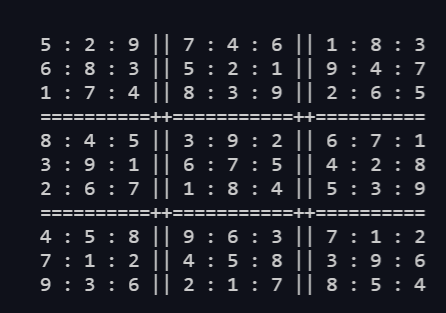 5 : 2 : 9 || 7 : 4 : 6 || 1 : 8 : 3
6 : 8 : 3 || 5 : 2 : 1 || 9 : 4 : 7
1 : 7 : 4 || 8 : 3 : 9 || 2 : 6 : 5
==========++===========++==========
8 : 4 : 5 || 3 : 9 : 2 || 6 : 7 : 1
3 : 9 : 1 || 6 : 7 : 5 || 4 : 2 : 8
2 : 6 : 7 || 1 : 8 : 4 || 5 : 3 : 9
==========++===========++==========
4 : 5 : 8 || 9 : 6 : 3 || 7 : 1 : 2
7 : 1 : 2 || 4 : 5 : 8 || 3 : 9 : 6
9 : 3 : 6 || 2 : 1 : 7 || 8 : 5 : 4